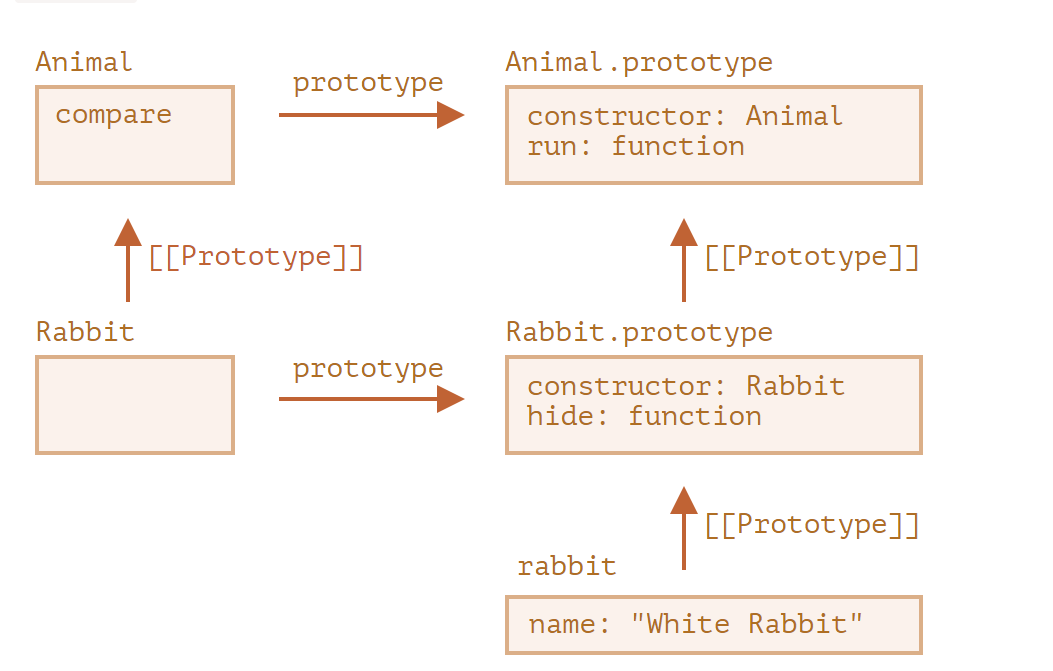 Animal
prototype
Animal.prototype
compare
constructor: Animal
run: function
[[Prototype]]
[[Prototype]]
Rabbit
prototype
Rabbit.prototype
constructor: Rabbit
hide: function
[[Prototype]]
rabbit
name: "White Rabbit"